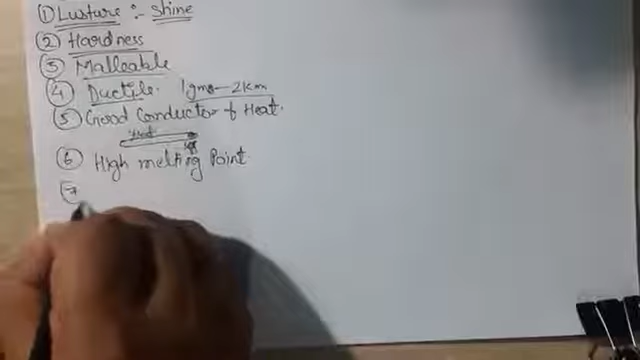 ① Lusture :- Shine
② Hardness
③ Malleable
④ Ductile. 1gms — 2km
⑤ Good Conductor of Heat.
⑥ High melting Point
⑦